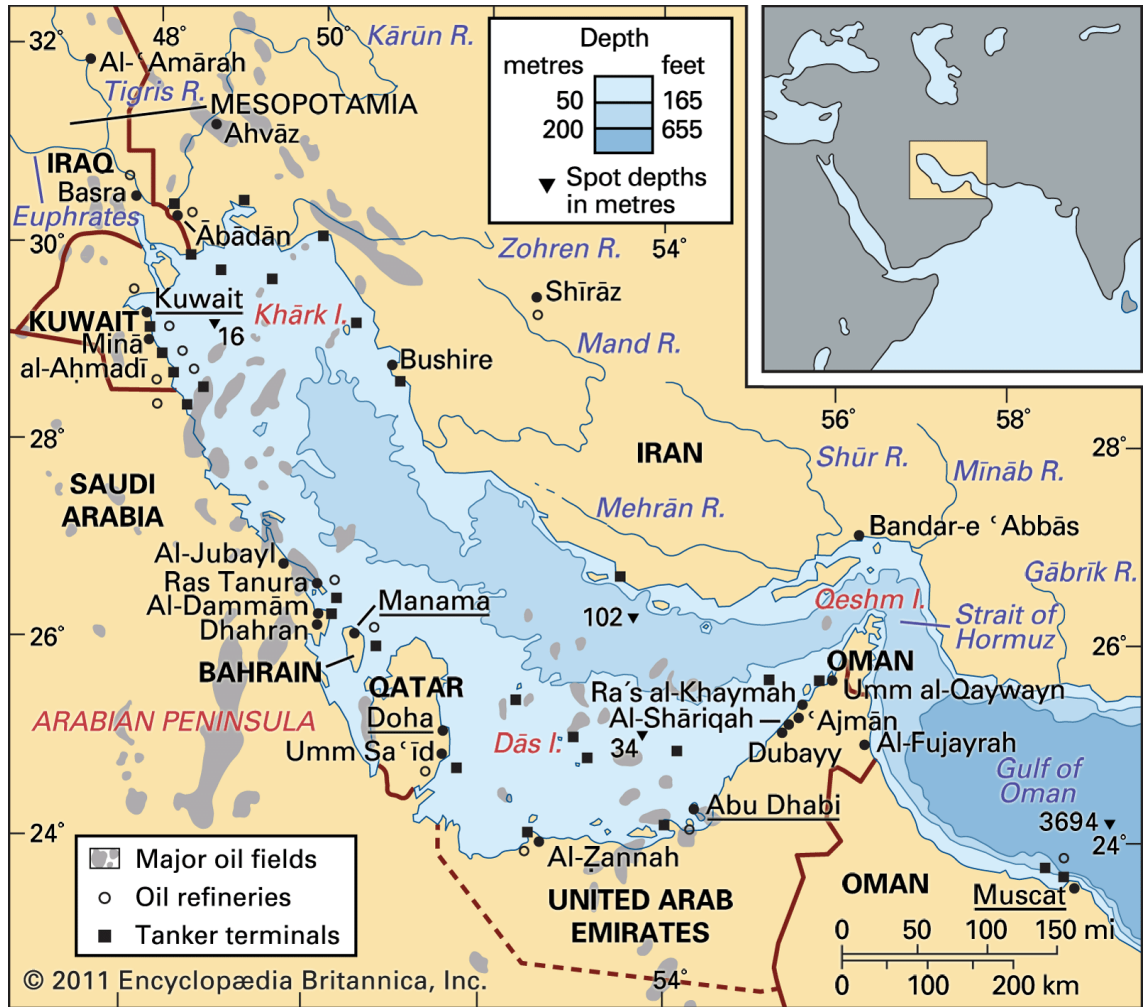 32°
48°
50°
Kārūn R.
Al-ʿAmārah
Tigris R.
MESOPOTAMIA
Ahvāz
IRAQ
Basra
Euphrates
Ābādān
30°
Depth
metres
feet
50
165
200
655
Spot depths
in metres
54°
Zohren R.
Shīrāz
Kuwait
Khārk I.
KUWAIT
16
Minā
al-Aḥmadī
Mand R.
Bushire
56°
58°
28°
28°
IRAN
Shūr R.
Mīnāb R.
SAUDI
ARABIA
Mehrān R.
Bandar-e ʿAbbās
Al-Jubayl
Ras Tanura
Al-Dammām
Dhahran
Manama
Gābrīk R.
Qeshm I.
102
Strait of
Hormuz
26°
26°
BAHRAIN
QATAR
OMAN
Raʾs al-Khaymah
Umm al-Qaywayn
ARABIAN PENINSULA
Doha
Al-Shāriqah
ʿAjmān
Umm Saʿīd
Dās I.
34
Dubayy
Al-Fujayrah
Gulf of
Oman
Abu Dhabi
3694
24°
24°
Al-Zannah
Major oil fields
Oil refineries
Tanker terminals
UNITED ARAB
EMIRATES
OMAN
Muscat
0 50 100 150 mi
0 100 200 km
© 2011 Encyclopædia Britannica, Inc.
54°